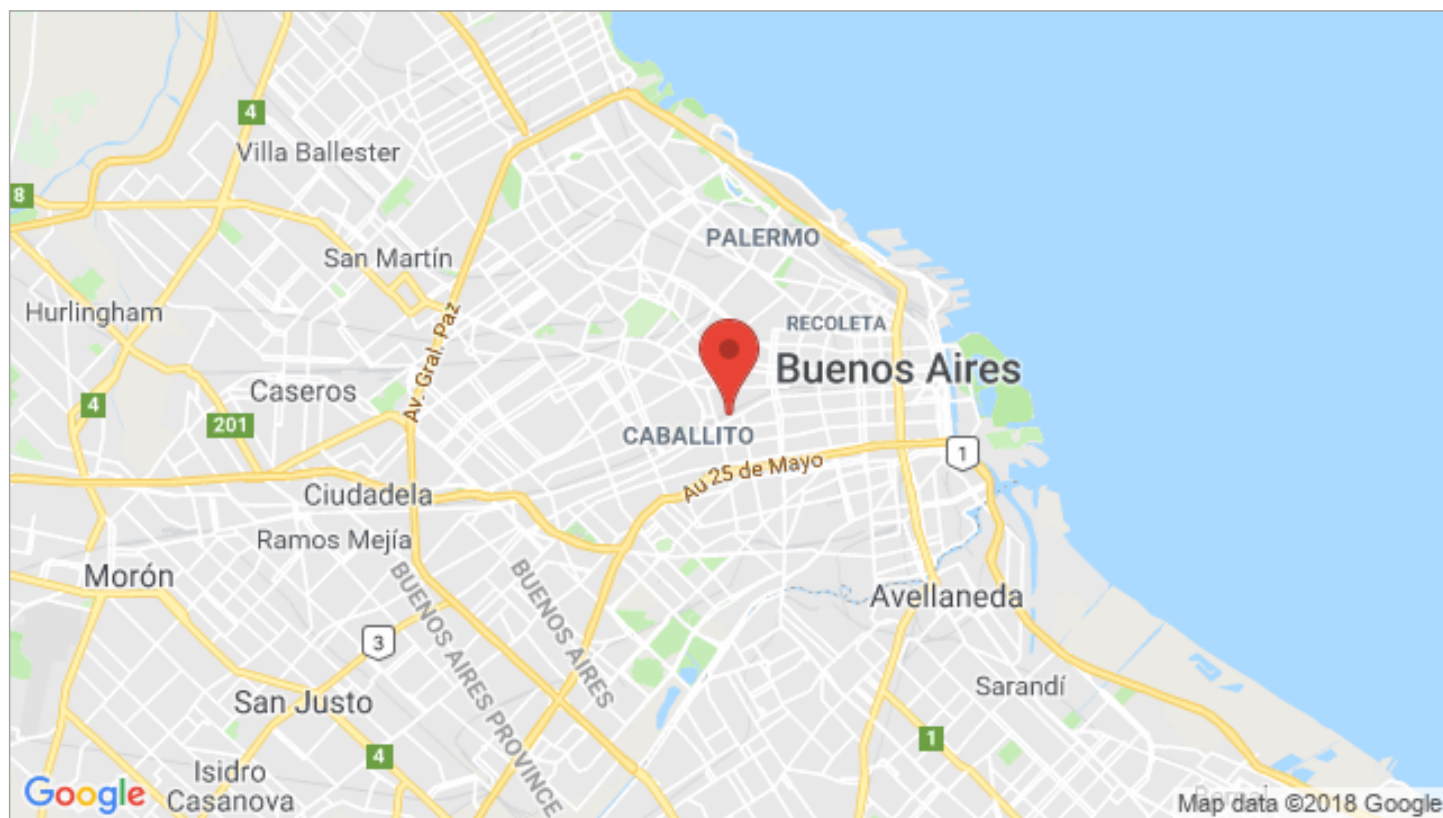 4
Villa Ballester
8
PALERMO
San Martín
Hurlingham
RECOLETA
Av. Gral. Paz
Buenos Aires
Caseros
4
201
CABALLITO
1
Au 25 de Mayo
Ciudadela
Ramos Mejía
Morón
BUENOS AIRES
BUENOS AIRES PROVINCE
Avellaneda
3
Sarandí
San Justo
1
4
Isidro
Casanova
Google
Bernal
Map data ©2018 Google